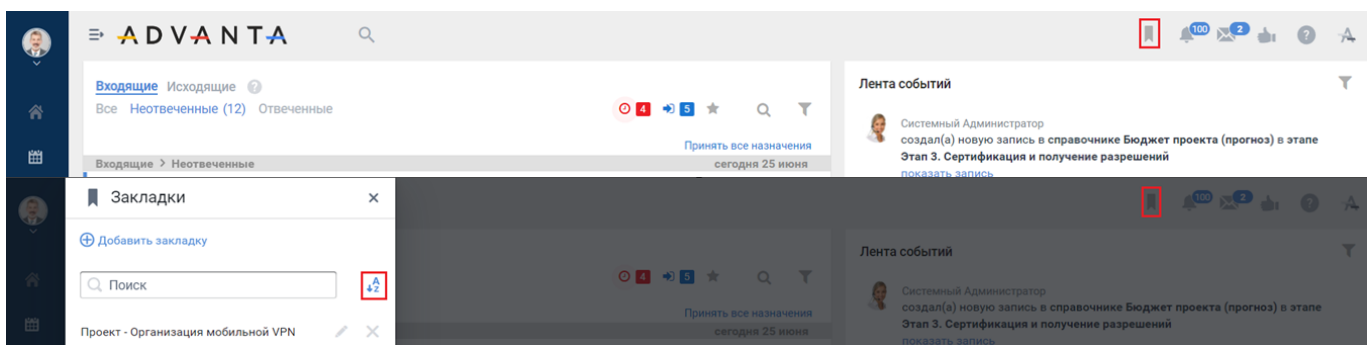 ADVANTA
100
2
?
Входящие Исходящие ?
Все Неотвеченные (12) Отвеченные
4 5
Принять все назначения
Входящие > Неотвеченные сегодня 25 июня
Лента событий
Системный Администратор
создал(а) новую запись в справочнике Бюджет проекта (прогноз) в этапе
Этап 3. Сертификация и получение разрешений
показать запись
Закладки
Добавить закладку
Поиск
A
Z
Проект - Организация мобильной VPN
100
2
?
4 5
Принять все назначения
сегодня 25 июня
Лента событий
Системный Администратор
создал(а) новую запись в справочнике Бюджет проекта (прогноз) в этапе
Этап 3. Сертификация и получение разрешений
показать запись